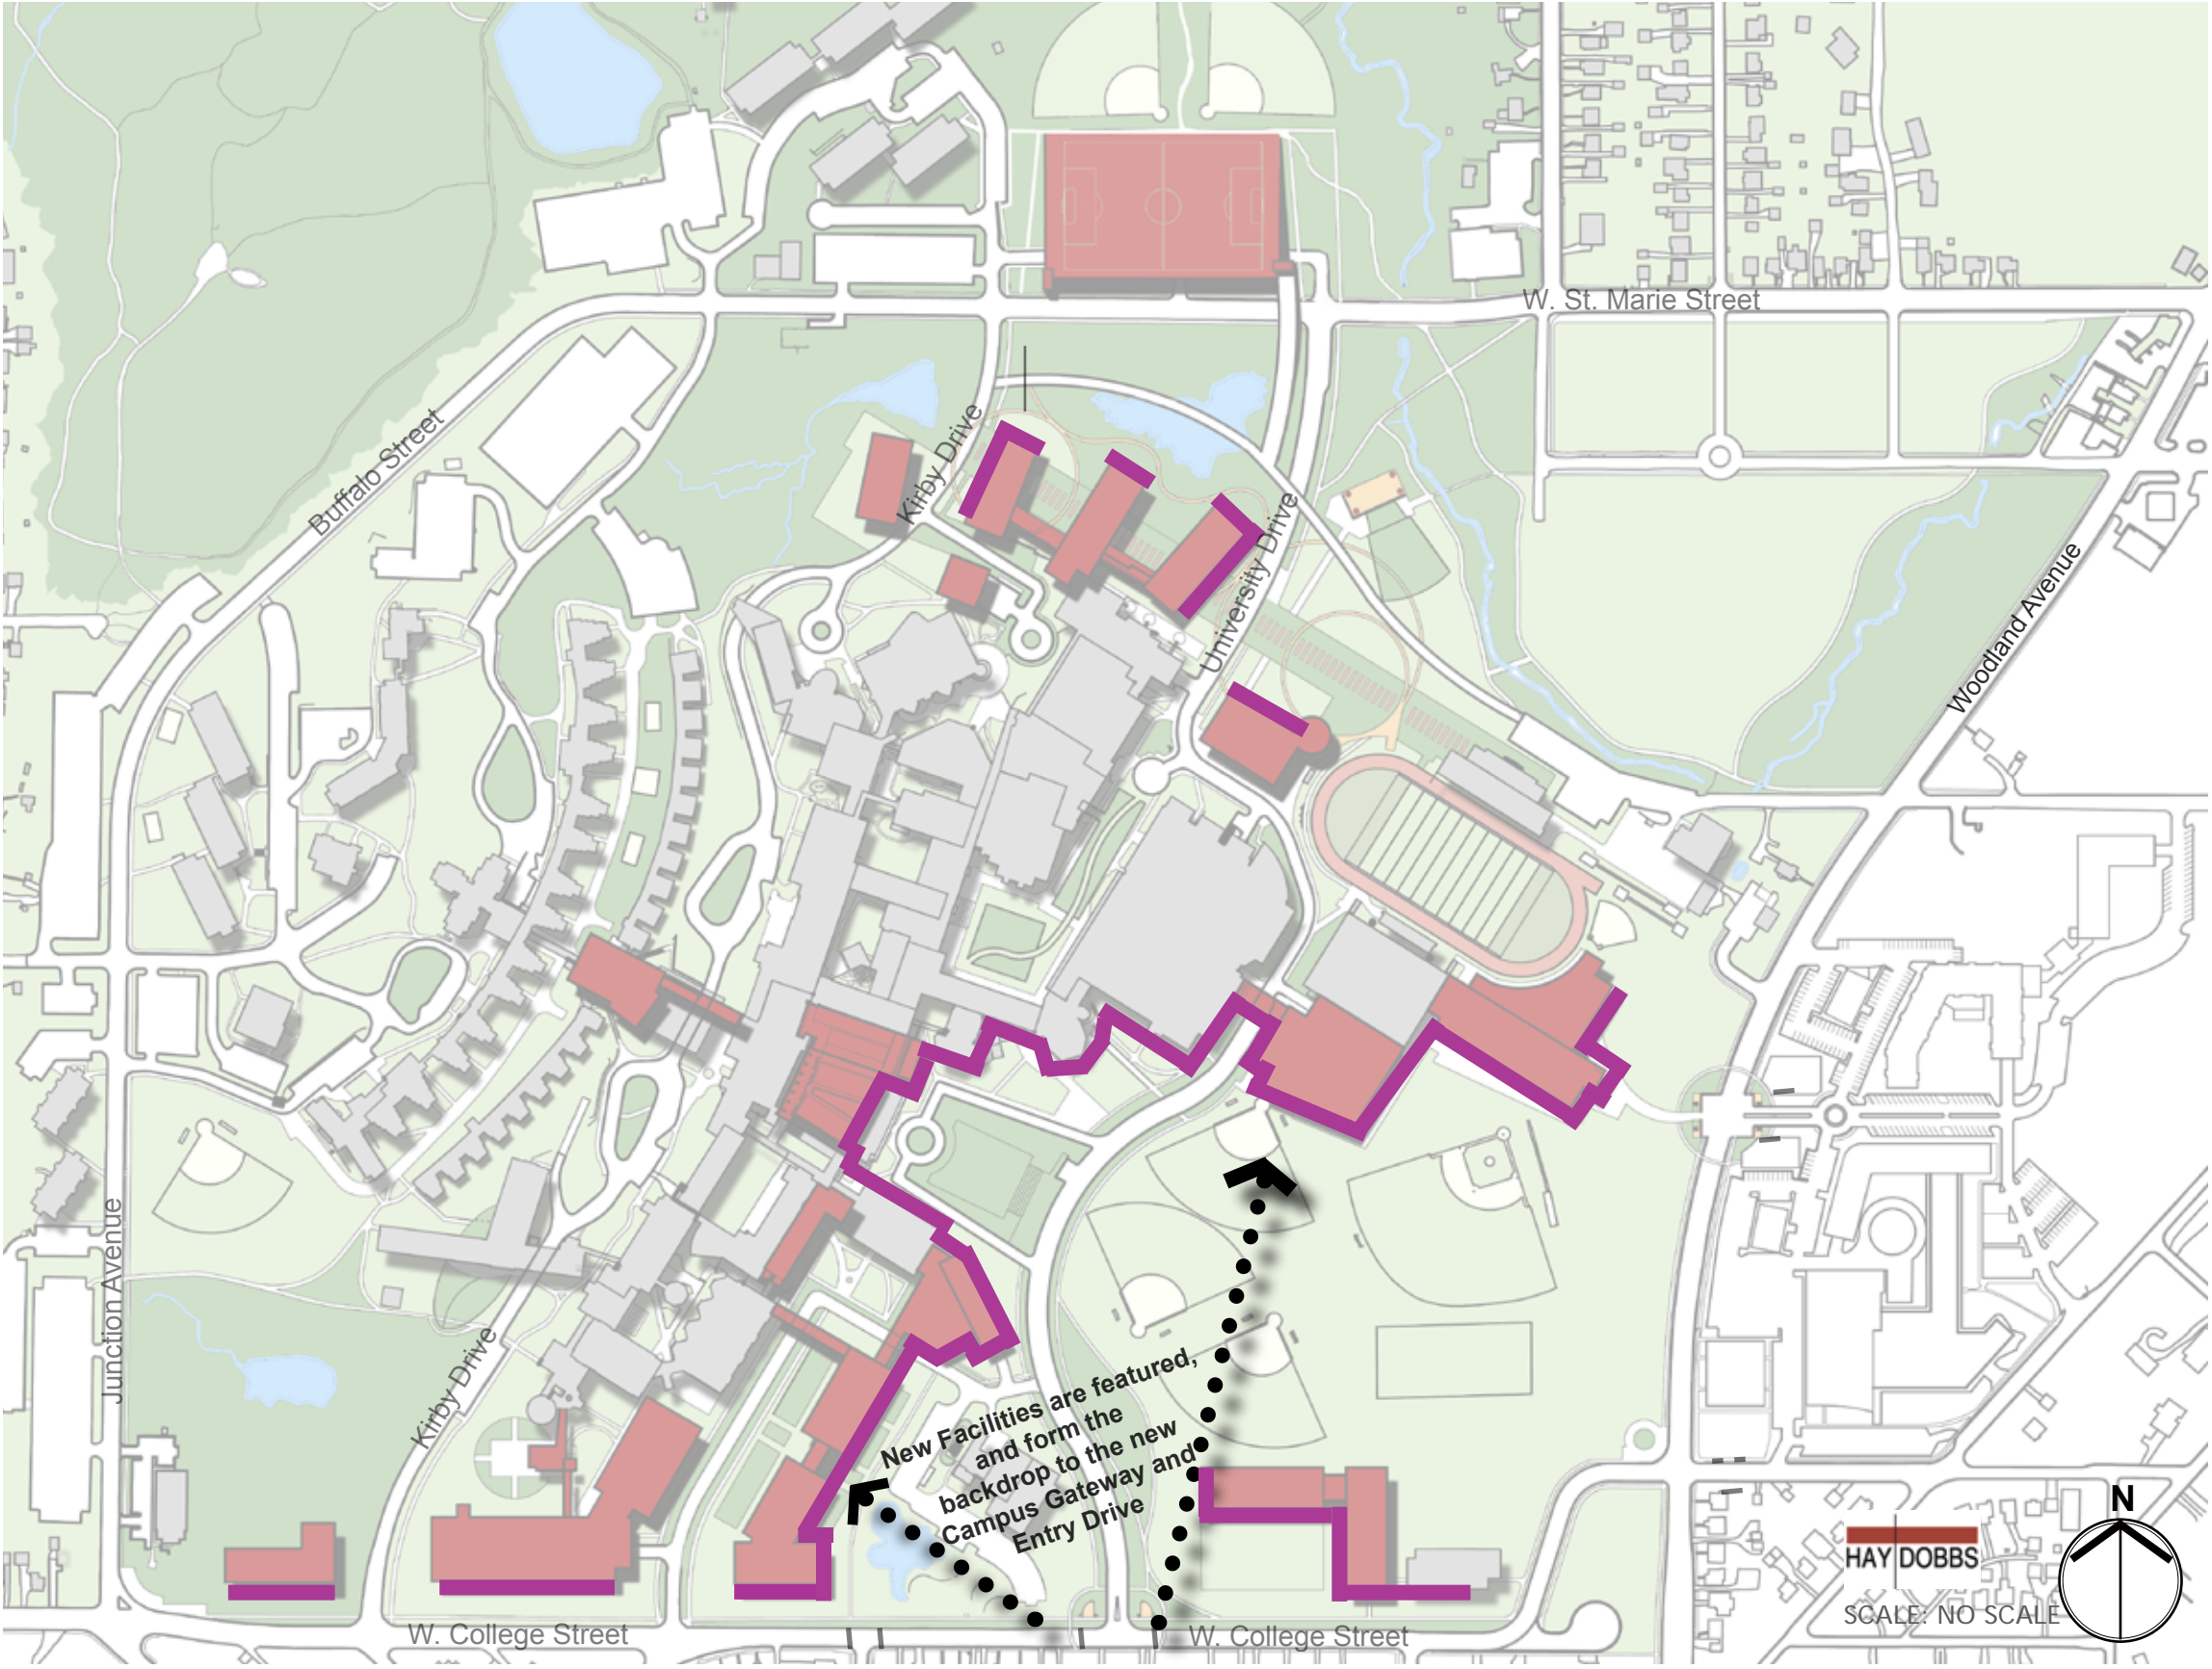 W. St. Marie Street
Buffalo Street
Kirby Drive
University Drive
Woodland Avenue
Junction Avenue
Kirby Drive
New Facilities are featured,
and form the
backdrop to the new
Campus Gateway and
Entry Drive
N
HAY DOBBS
SCALE: NO SCALE
W. College Street
W. College Street